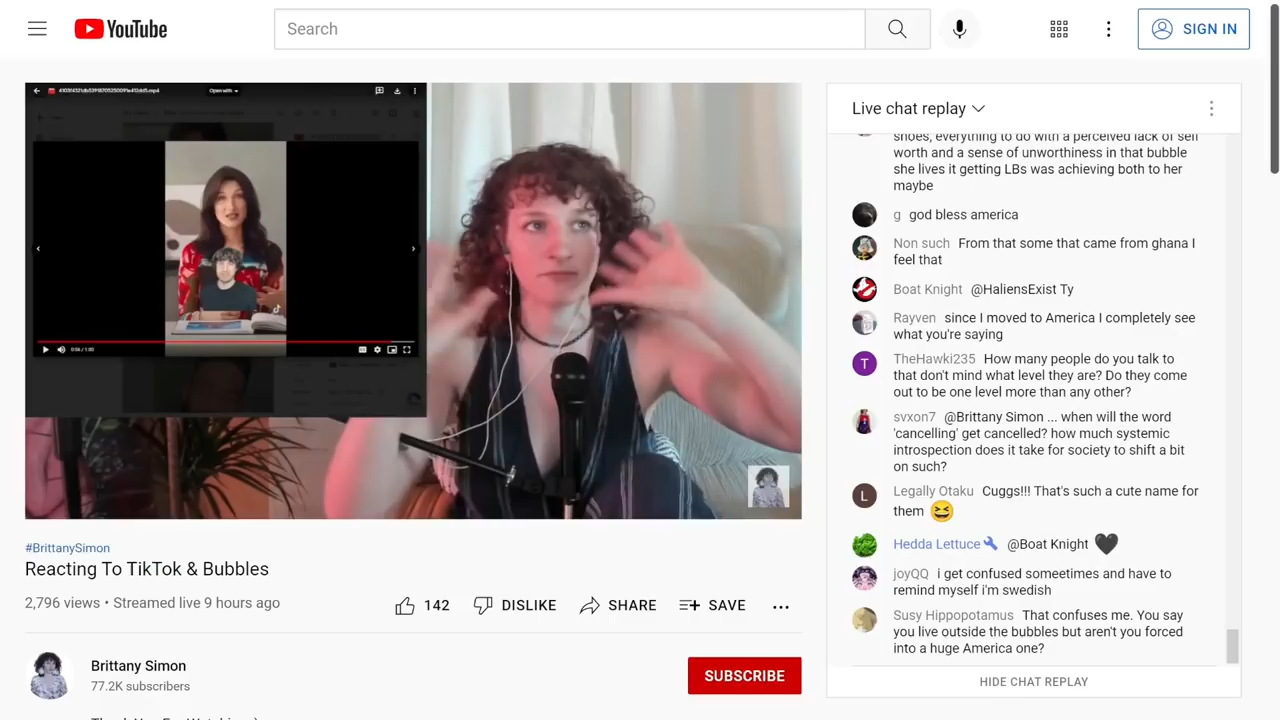 YouTube
Search
SIGN IN
Open with
0:56 / 1:00
Live chat replay
shoes, everything to do with a perceived lack of self
worth and a sense of unworthiness in that bubble
she lives it getting LBs was achieving both to her
maybe
g god bless america
Non such From that some that came from ghana I
feel that
Boat Knight @HaliensExist Ty
Rayven since I moved to America I completely see
what you're saying
TheHawki235 How many people do you talk to
that don't mind what level they are? Do they come
out to be one level more than any other?
svxon7 @Brittany Simon ... when will the word
'cancelling' get cancelled? how much systemic
introspection does it take for society to shift a bit
on such?
L
Legally Otaku Cuggs!!! That's such a cute name for
them 😆
Hedda Lettuce @Boat Knight 🖤
joyQQ i get confused someetimes and have to
remind myself i'm swedish
Susy Hippopotamus That confuses me. You say
you live outside the bubbles but aren't you forced
into a huge America one?
HIDE CHAT REPLAY
#BrittanySimon
Reacting To TikTok & Bubbles
2,796 views • Streamed live 9 hours ago
142
DISLIKE
SHARE
SAVE
Brittany Simon
77.2K subscribers
SUBSCRIBE